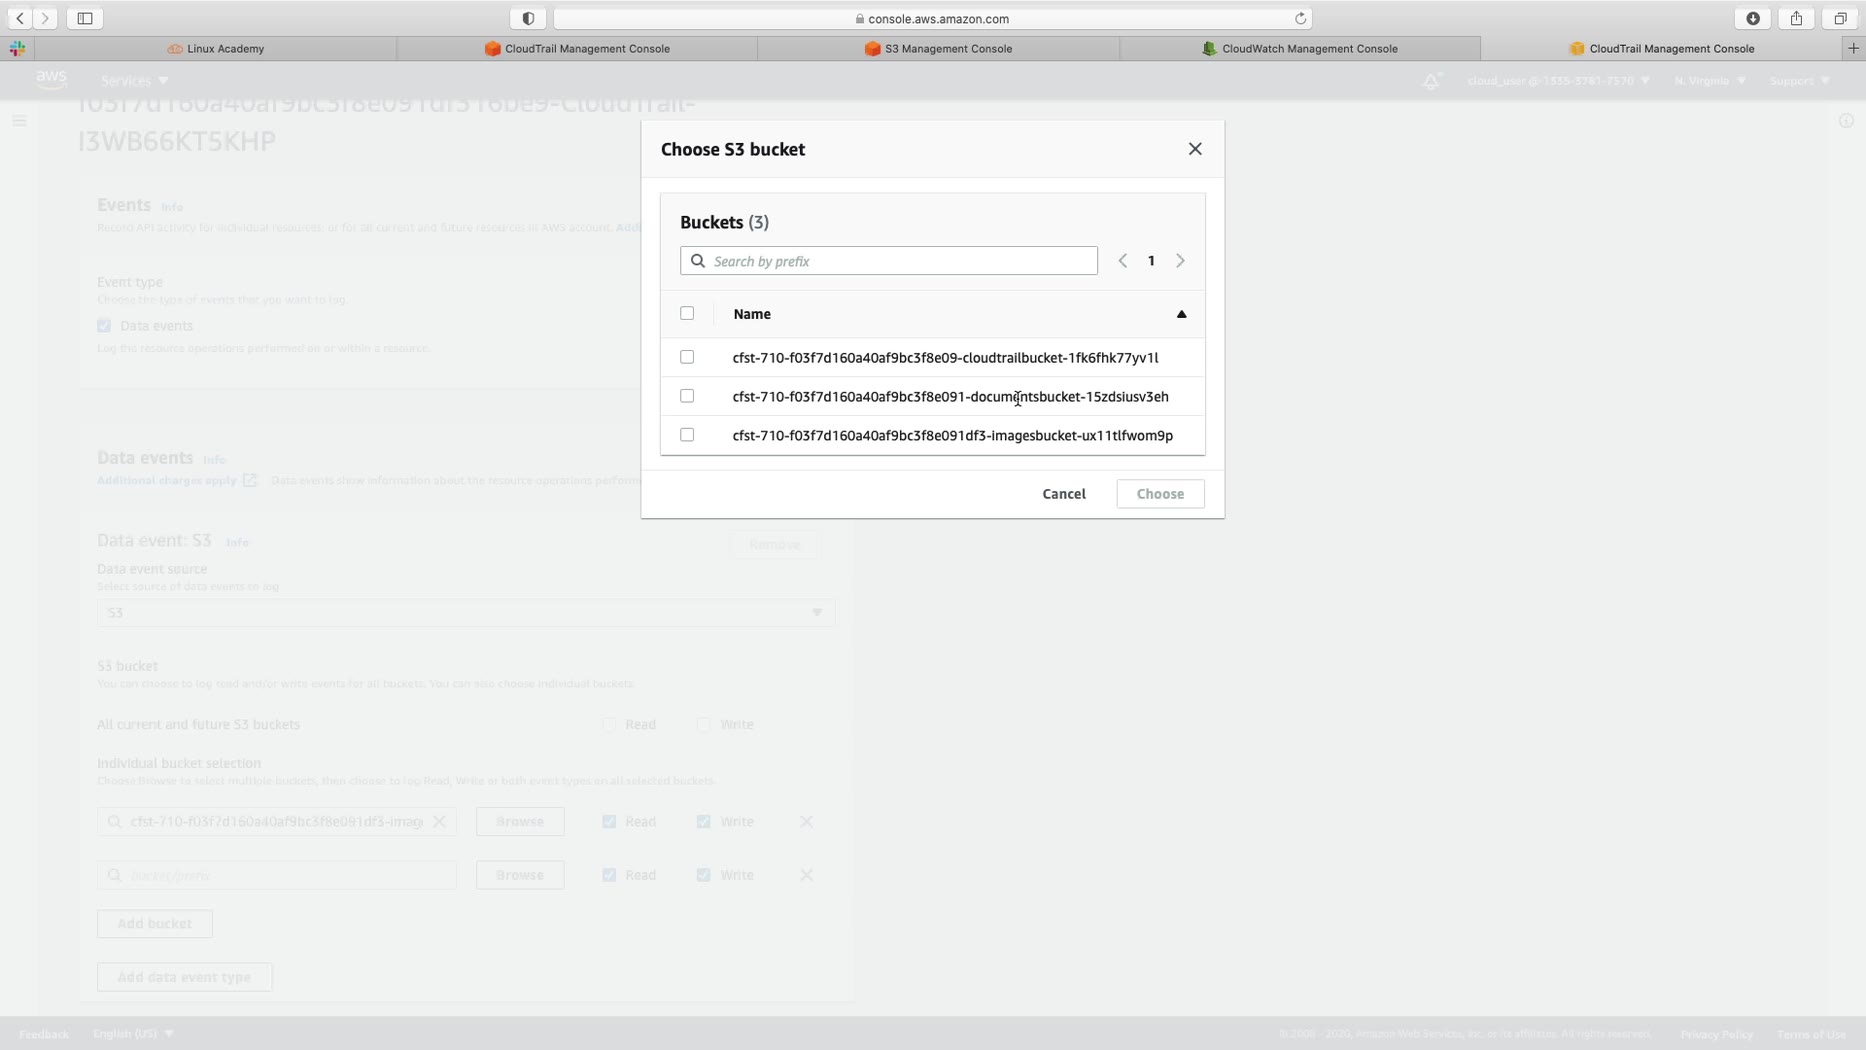 console.aws.amazon.com
Linux Academy
CloudTrail Management Console
S3 Management Console
CloudWatch Management Console
CloudTrail Management Console
aws
Services
cloud_user @ 1335-3781-7570
N. Virginia
Support
f03f7d160a40af9bc3f8e091df316be9-CloudTrail-
I3WB66KT5KHP
Choose S3 bucket
Buckets (3)
Search by prefix
1
Name
cfst-710-f03f7d160a40af9bc3f8e09-cloudtrailbucket-1fk6fhk77yv1l
cfst-710-f03f7d160a40af9bc3f8e091-documentsbucket-15zdsiusv3eh
cfst-710-f03f7d160a40af9bc3f8e091df3-imagesbucket-ux11tlfwom9p
Cancel
Choose
Events Info
Record API activity for individual resources, or for all current and future resources in AWS account.
Event type
Choose the type of events that you want to log.
Data events
Log the resource operations performed on or within a resource.
Data events Info
Additional charges apply Data events show information about the resource operations
Data event: S3 Info
Remove
Data event source
Select source of data events to log
S3
S3 bucket
You can choose to log read and/or write events for all buckets. You can also choose individual buckets.
All current and future S3 buckets Read Write
Individual bucket selection
Choose Browse to select multiple buckets, then choose to log Read, Write or both event types on all selected buckets.
cfst-710-f03f7d160a40af9bc3f8e091df3-imag Browse Read Write
bucket/prefix Browse Read Write
Add bucket
Add data event type
Feedback English (US)
© 2008 - 2020, Amazon Web Services, Inc. or its affiliates. All rights reserved. Privacy Policy Terms of Use